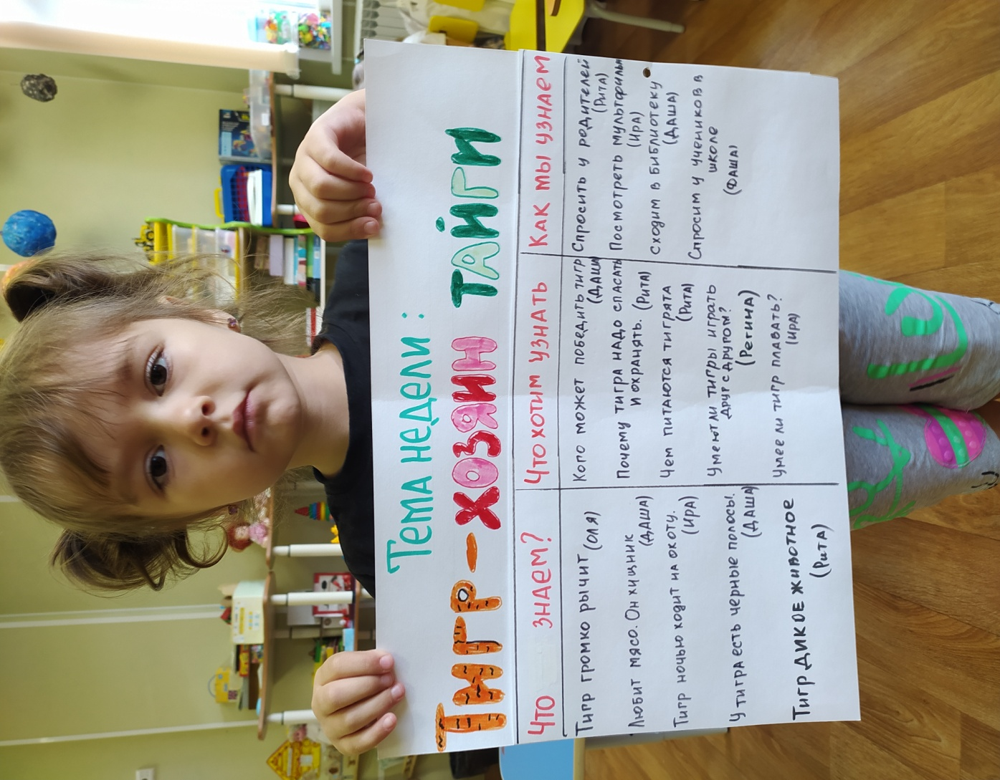 Тема недели:
Тигр - хозяин тайги
Что знаем?
Тигр громко рычит
(Оля)
Любит мясо. Он хищник
(Даша)
Тигр ночью ходит на охоту.
(Ира)
У тигра есть черные полосы.
(Даша)
Тигр дикое животное
(Рита)
Что хотим узнать
Кого может победить тигр
(Даша)
Почему тигра надо спасать
и охранять. (Рита)
Чем питаются тигрята
(Рита)
Умеют ли тигры играть
друг с другом?
(Регина)
Умее ли тигр плавать?
(Ира)
Как мы узнаем
Спросить у родителей
(Рита)
Посмотреть мультфильм
(Ира)
сходим в библиотеку
(Даша)
Спросим у учеников в
школе
(Даша)